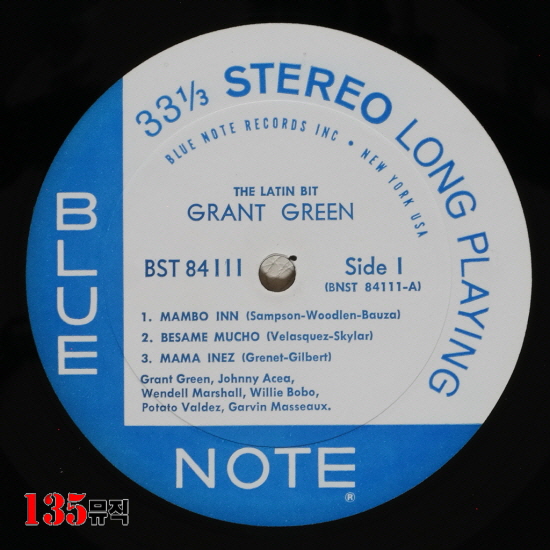 33⅓ STEREO LONG PLAYING
BLUE NOTE RECORDS INC • NEW YORK USA
THE LATIN BIT
GRANT GREEN
BST 84111
Side 1
(BNST 84111-A)
1. MAMBO INN (Sampson-Woodlen-Bauza)
2. BESAME MUCHO (Velasquez-Skylar)
3. MAMA INEZ (Grenet-Gilbert)
Grant Green, Johnny Acea,
Wendell Marshall, Willie Bobo,
Potato Valdez, Garvin Masseaux.
BLUE
NOTE®
135뮤직